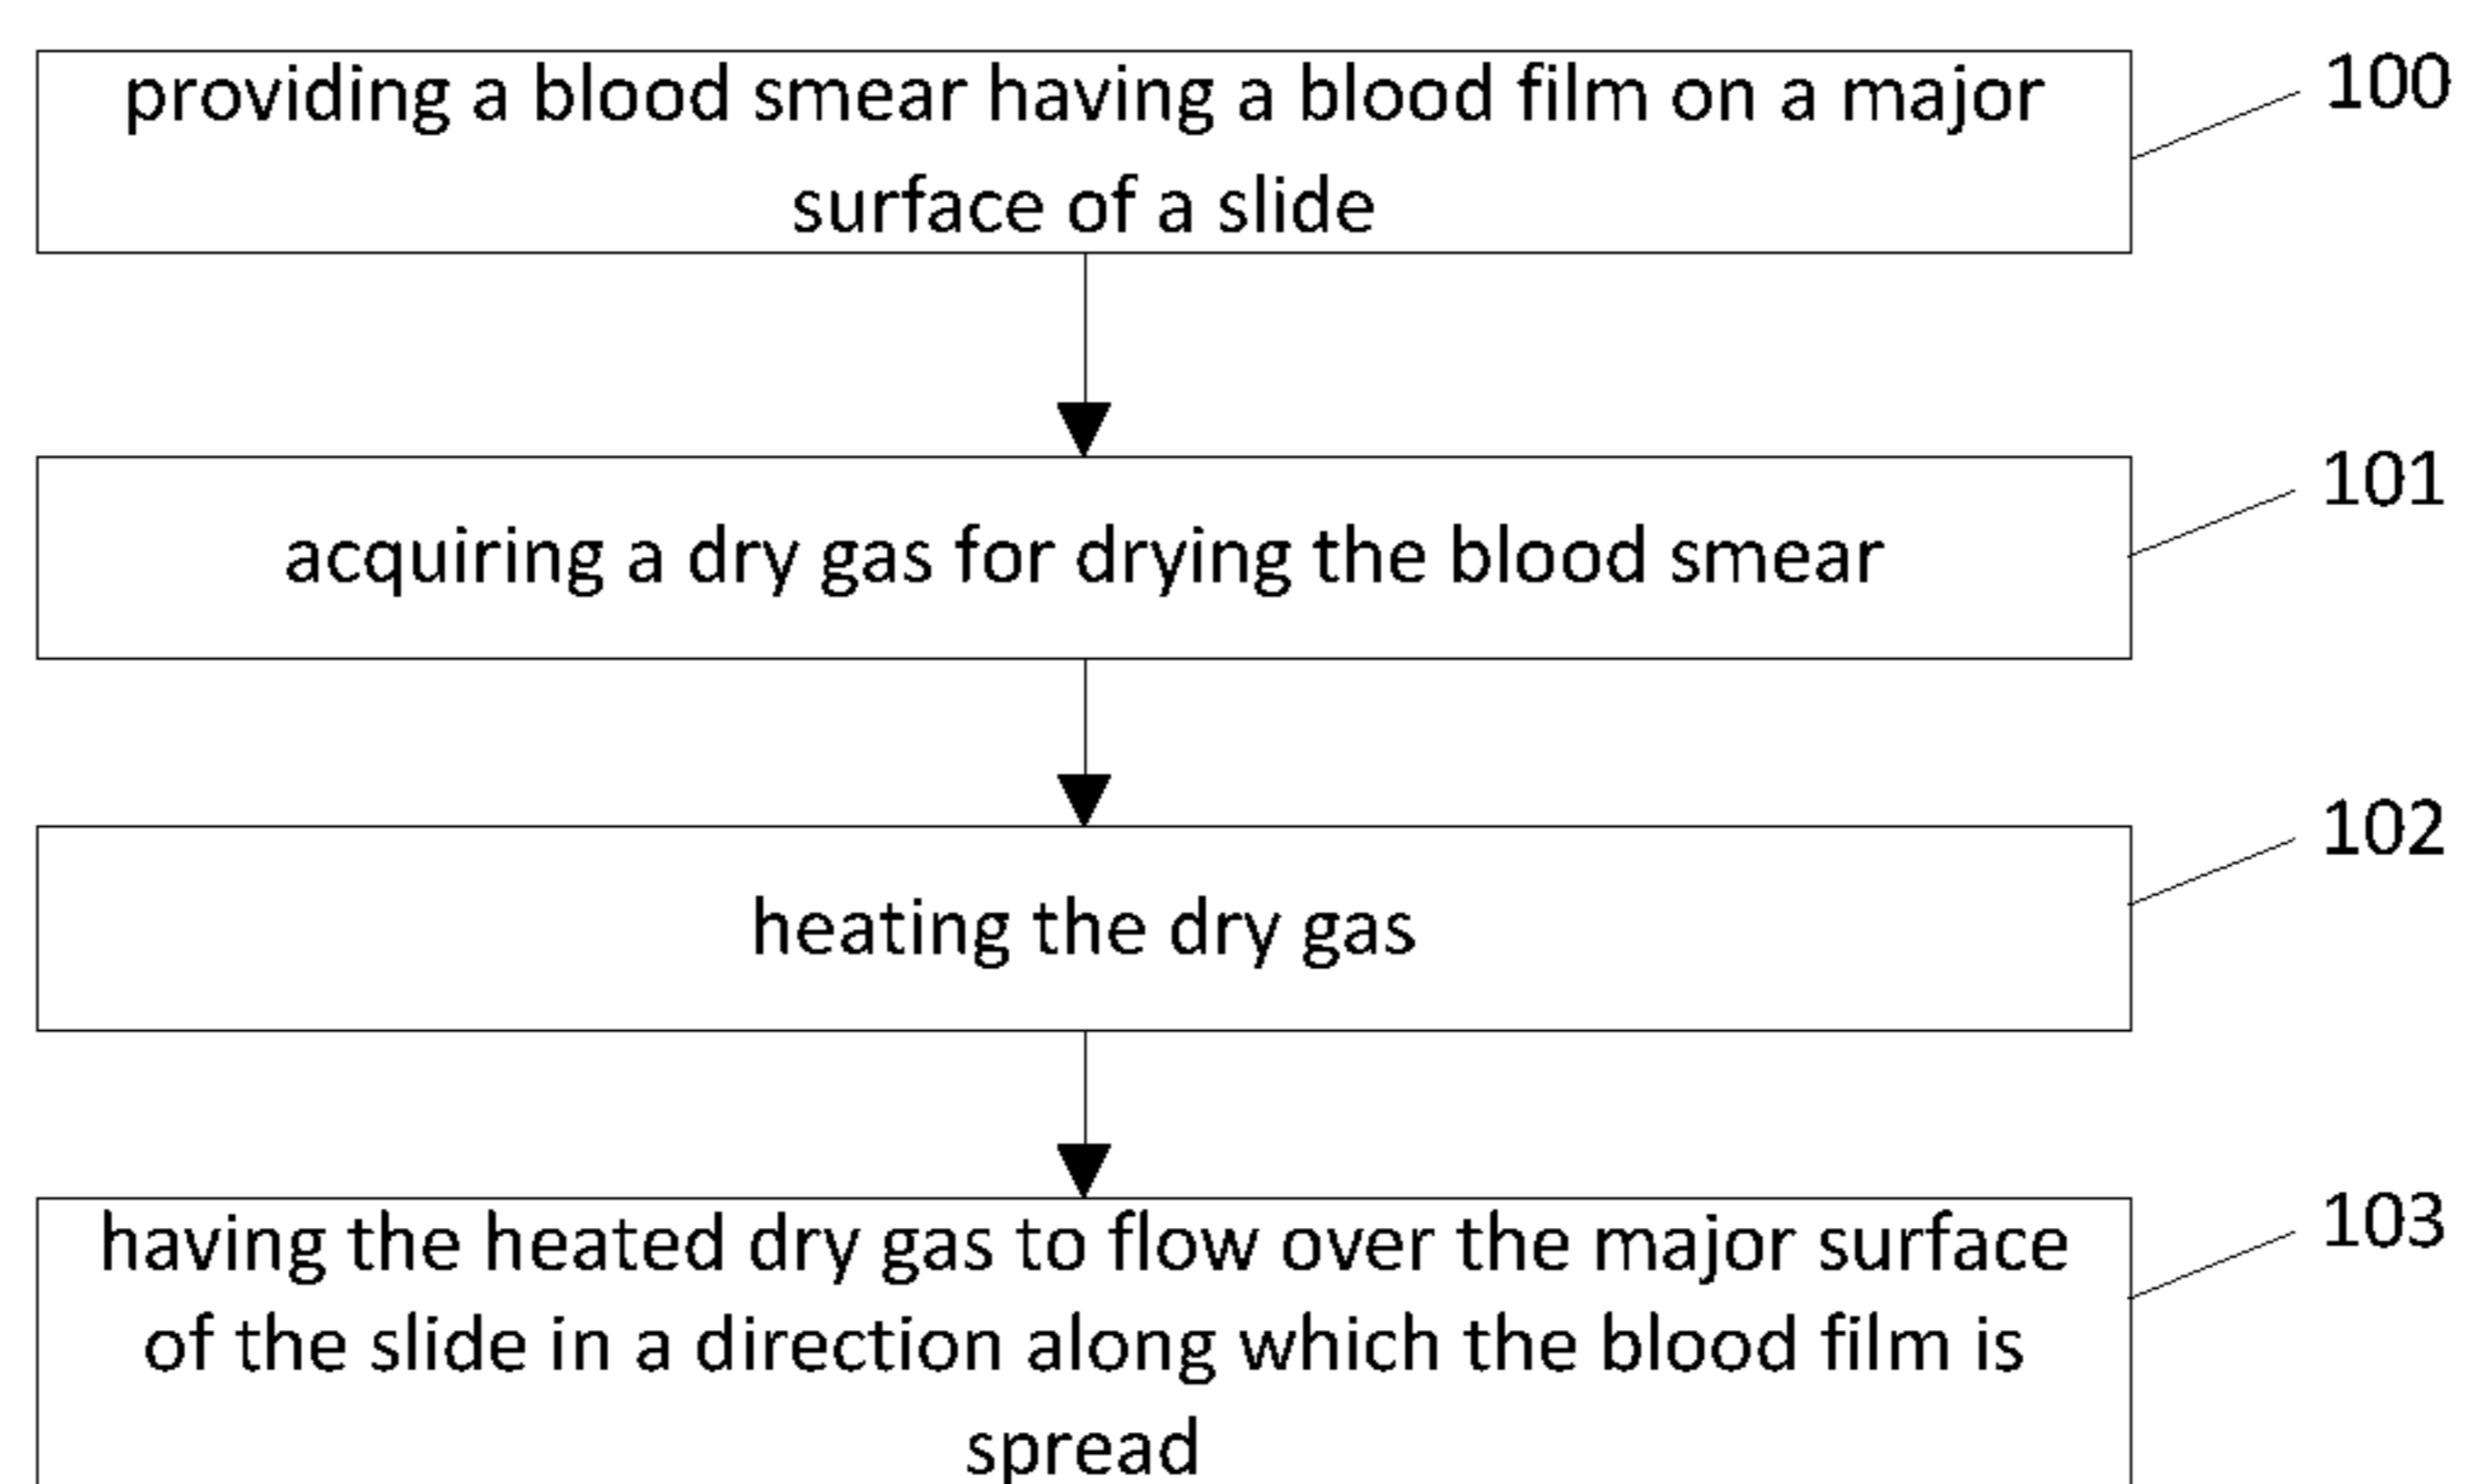 providing a blood smear having a blood film on a major
surface of a slide
100
acquiring a dry gas for drying the blood smear
101
heating the dry gas
102
having the heated dry gas to flow over the major surface
of the slide in a direction along which the blood film is
spread
103